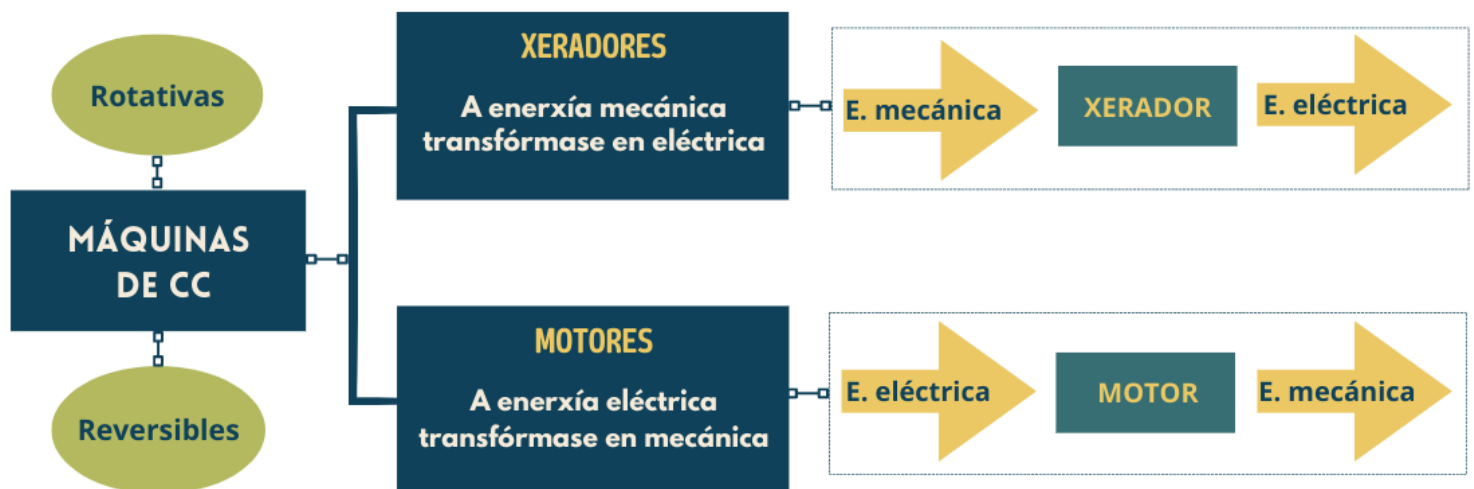 Rotativas
MÁQUINAS
DE CC
Reversibles
XERADORES
A enerxía mecánica
transfórmase en eléctrica
E. mecánica
XERADOR
E. eléctrica
MOTORES
A enerxía eléctrica
transfórmase en mecánica
E. eléctrica
MOTOR
E. mecánica